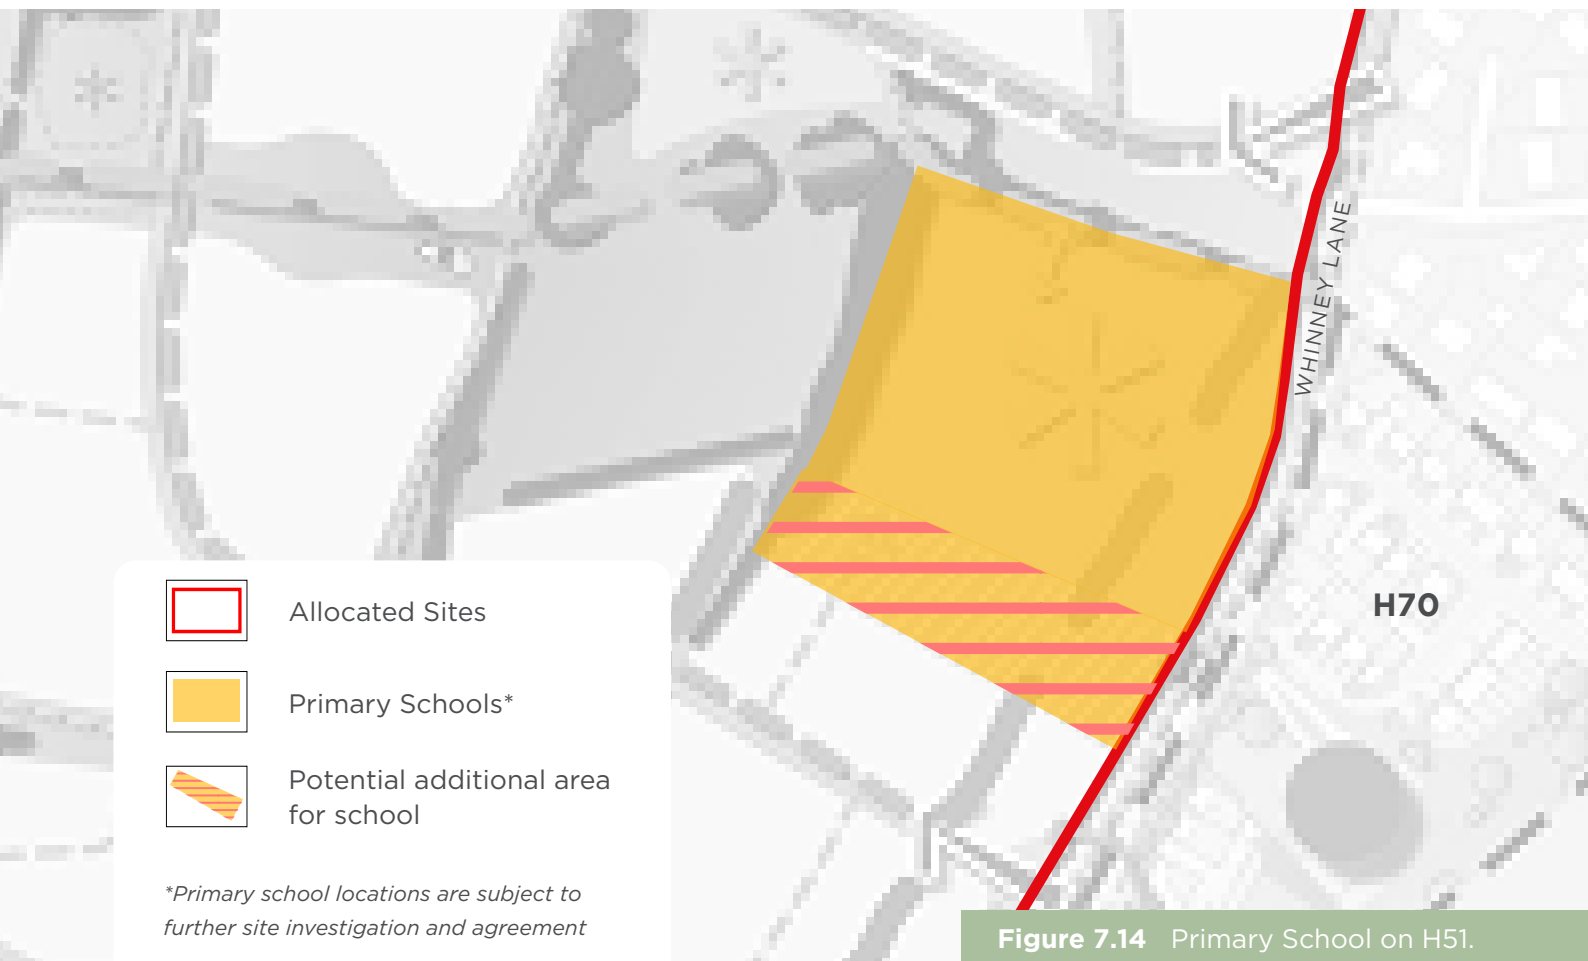 WHINNEY LANE
H70
Allocated Sites
Primary Schools*
Potential additional area
for school
*Primary school locations are subject to
further site investigation and agreement
Figure 7.14 Primary School on H51.